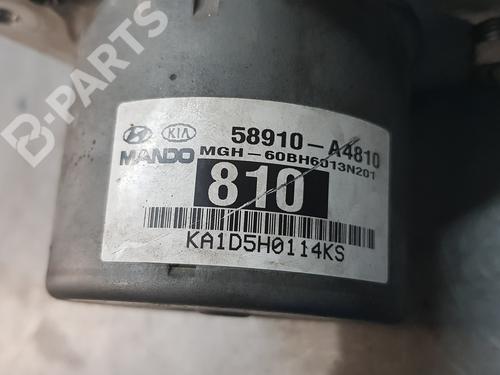 B-PARTS
KIA 58910-A4810
MANDO MGH-60BH6013N201
810
KA1D5H0114KS